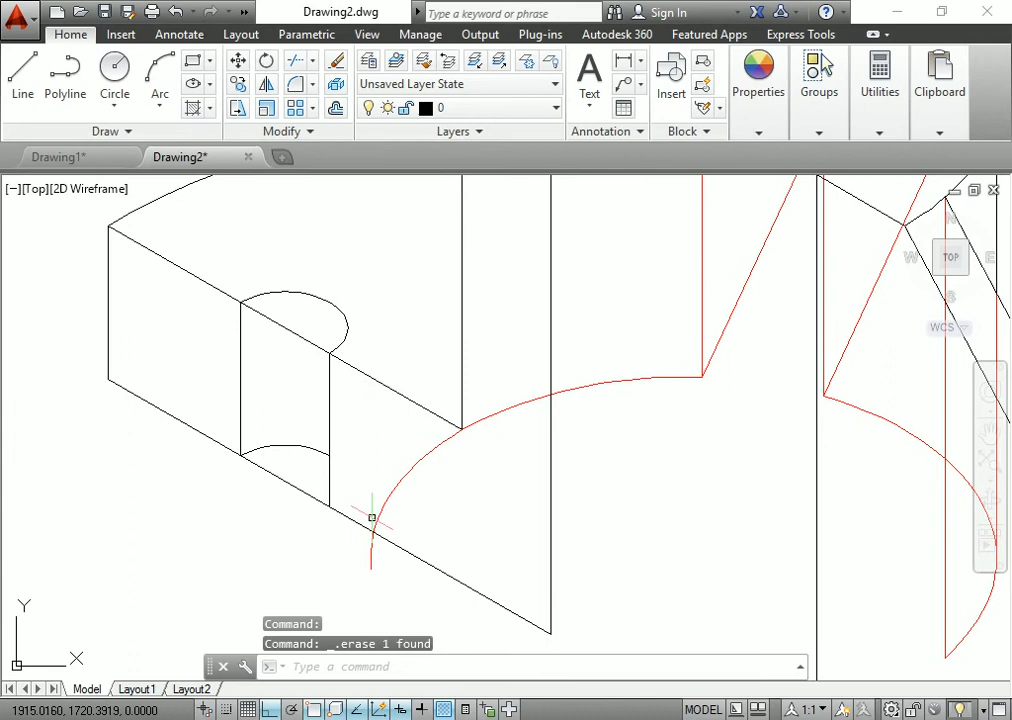 Drawing2.dwg
Type a keyword or phrase
Sign In
Home Insert Annotate Layout Parametric View Manage Output Plug-ins Autodesk 360 Featured Apps Express Tools
Unsaved Layer State
0
Line Polyline Circle Arc
Text
Insert
Properties Groups Utilities Clipboard
Draw Modify Layers Annotation Block
Drawing1* Drawing2*
[−][Top][2D Wireframe]
N
W TOP E
S
WCS
Y
X
Command:
Command: _.erase 1 found
Type a command
Model Layout1 Layout2
1915.0160, 1720.3919, 0.0000
MODEL
1:1